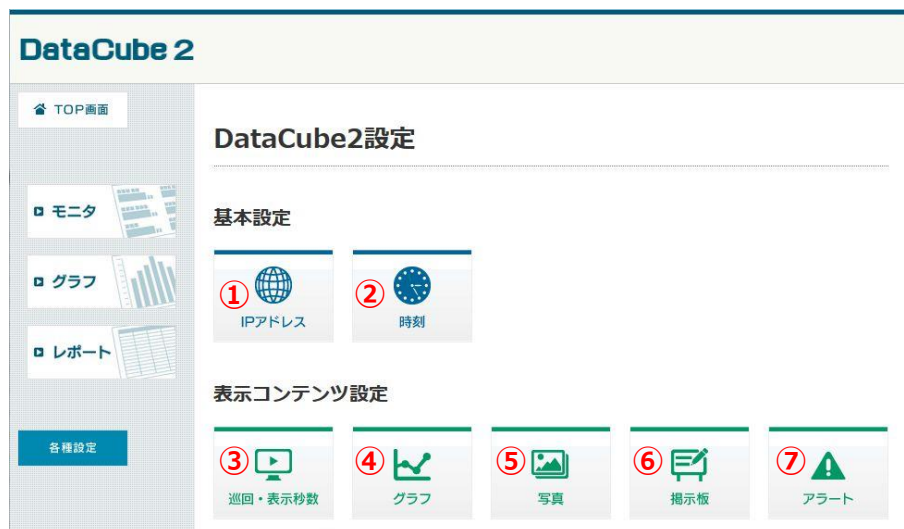 DataCube 2
TOP画面
DataCube2設定
モニタ
グラフ
レポート
各種設定
基本設定
① IPアドレス
② 時刻
表示コンテンツ設定
③ 巡回・表示秒数
④ グラフ
⑤ 写真
⑥ 掲示板
⑦ アラート